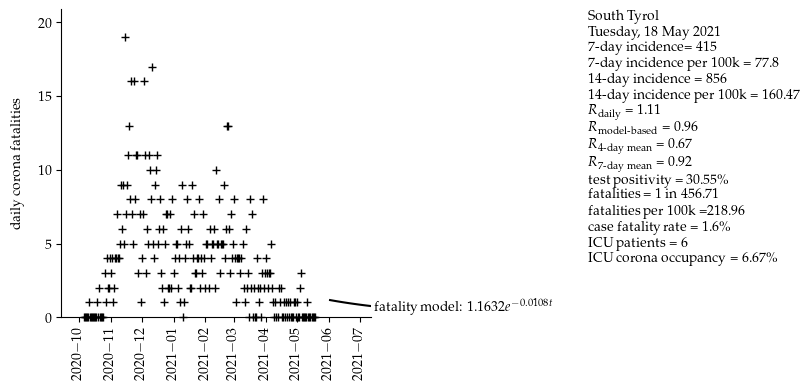 South Tyrol
Tuesday, 18 May 2021
7-day incidence= 415
7-day incidence per 100k = 77.8
14-day incidence = 856
14-day incidence per 100k = 160.47
R_daily = 1.11
R_model-based = 0.96
R_4-day mean = 0.67
R_7-day mean = 0.92
test positivity = 30.55%
fatalities = 1 in 456.71
fatalities per 100k =218.96
case fatality rate = 1.6%
ICU patients = 6
ICU corona occupancy = 6.67%
daily corona fatalities
20
15
10
5
0
fatality model: 1.1632e^{−0.0108t}
2020−10
2020−11
2020−12
2021−01
2021−02
2021−03
2021−04
2021−05
2021−06
2021−07